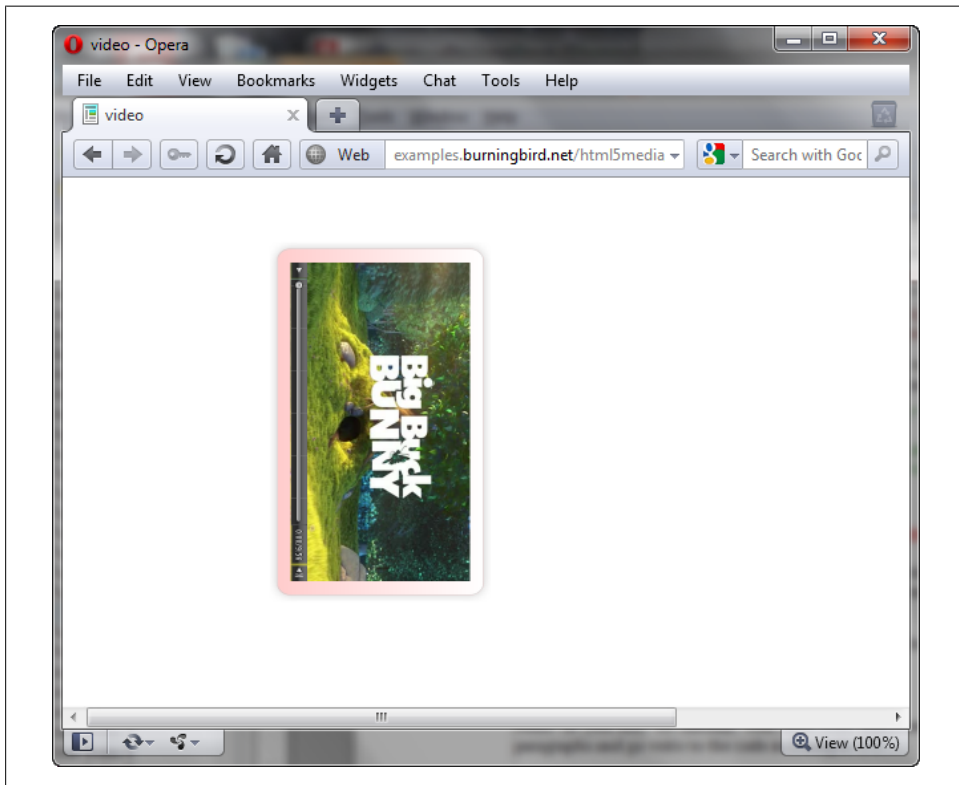 video - Opera
File Edit View Bookmarks Widgets Chat Tools Help
video
Web examples.burningbird.net/html5media Search with Goo
Big Buck
BUNNY
View (100%)